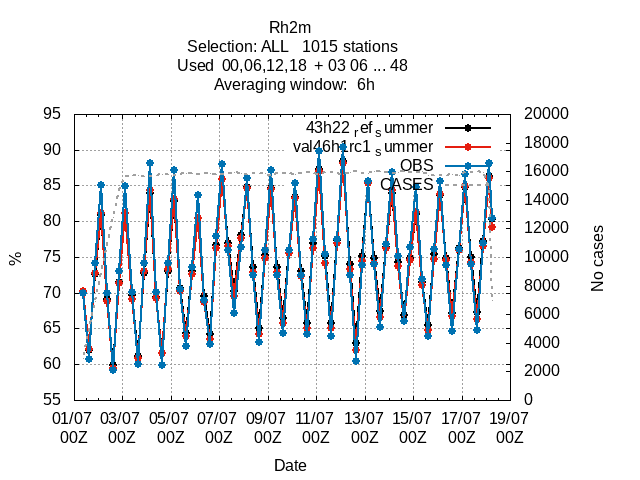 Rh2m
Selection: ALL 1015 stations
Used 00,06,12,18 + 03 06 ... 48
Averaging window: 6h
95 20000
90 18000
85 16000
80 14000
75 12000
70 10000
65 8000
60 6000
55 4000
2000
0
43h22_ref_summer
val46h1rc1_summer
OBS
CASES
%
No cases
01/07 03/07 05/07 07/07 09/07 11/07 13/07 15/07 17/07 19/07
00Z 00Z 00Z 00Z 00Z 00Z 00Z 00Z 00Z 00Z
Date